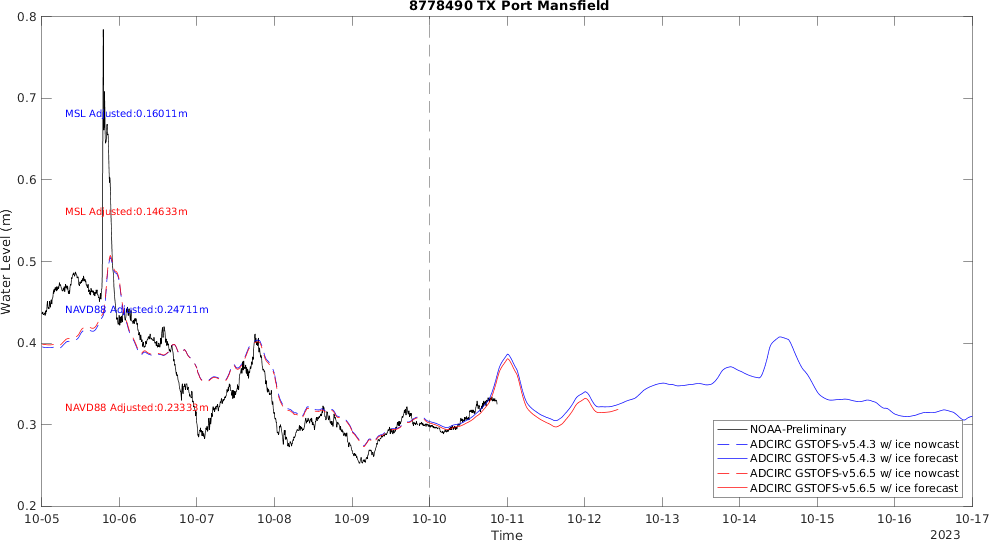 8778490 TX Port Mansfield
0.8
0.7
0.6
0.5
0.4
0.3
0.2
Water Level (m)
MSL Adjusted:0.16011m
MSL Adjusted:0.14633m
NAVD88 Adjusted:0.24711m
NAVD88 Adjusted:0.23333m
NOAA-Preliminary
ADCIRC GSTOFS-v5.4.3 w/ ice nowcast
ADCIRC GSTOFS-v5.4.3 w/ ice forecast
ADCIRC GSTOFS-v5.6.5 w/ ice nowcast
ADCIRC GSTOFS-v5.6.5 w/ ice forecast
10-05 10-06 10-07 10-08 10-09 10-10 10-11 10-12 10-13 10-14 10-15 10-16 10-17
Time
2023